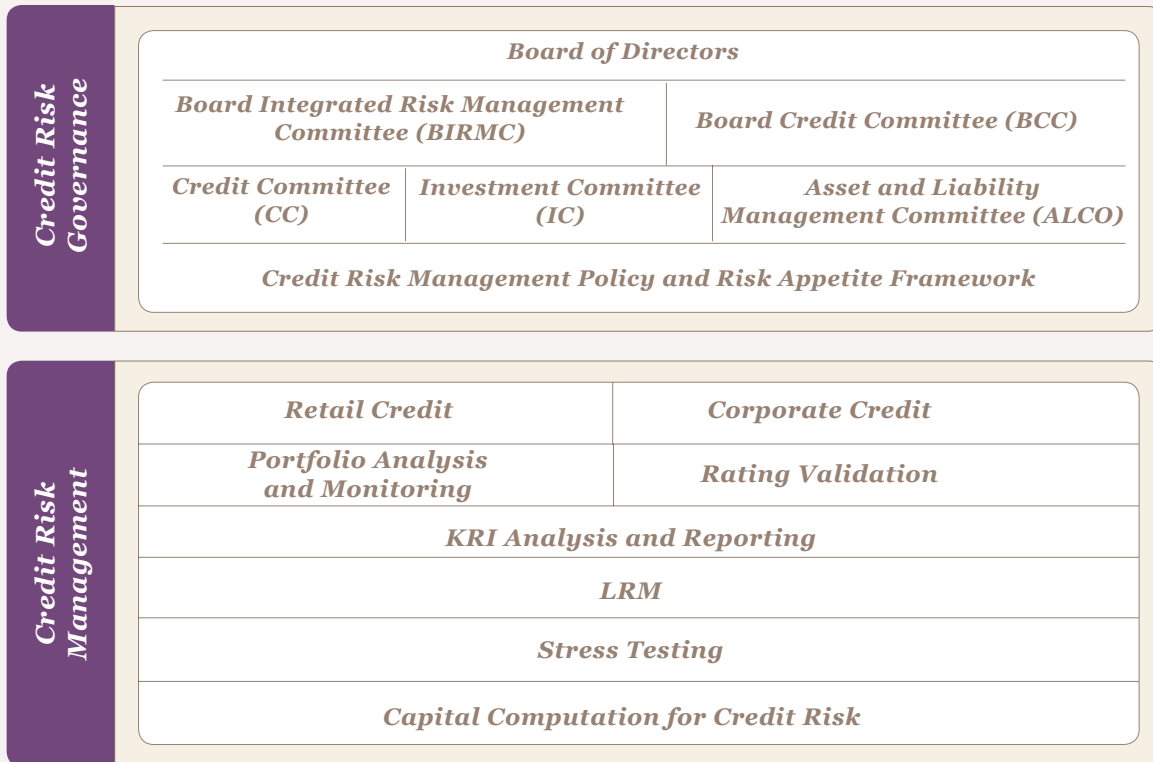 Credit Risk
Governance
Board of Directors
Board Integrated Risk Management
Committee (BIRMC)
Board Credit Committee (BCC)
Credit Committee
(CC)
Investment Committee
(IC)
Asset and Liability
Management Committee (ALCO)
Credit Risk Management Policy and Risk Appetite Framework
Credit Risk
Management
Retail Credit
Corporate Credit
Portfolio Analysis
and Monitoring
Rating Validation
KRI Analysis and Reporting
LRM
Stress Testing
Capital Computation for Credit Risk